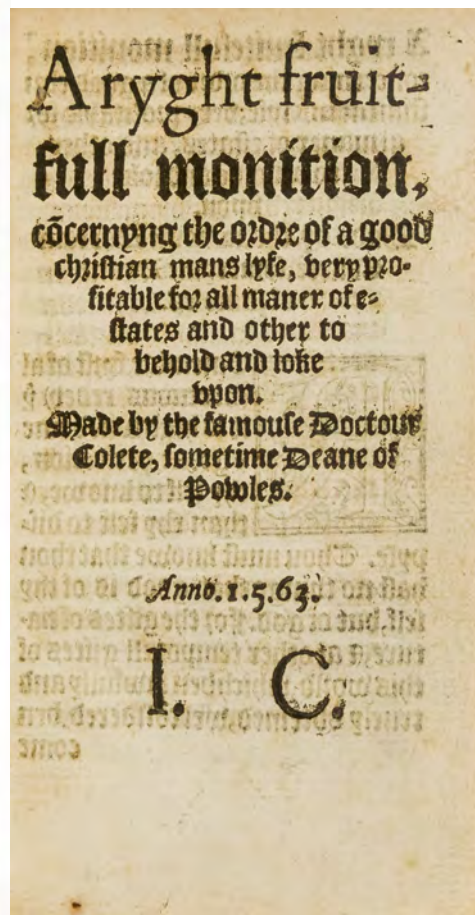 A ryght fruit-
full monition,
cõcernyng the ordre of a good
christian mans lyfe, very pro-
fitable for all maner of e-
states and other to
behold and loke
vpon.
Made by the famouse Doctour
Colete, sometime Deane of
Powles.
Anno. 1.5.63.
I. C.